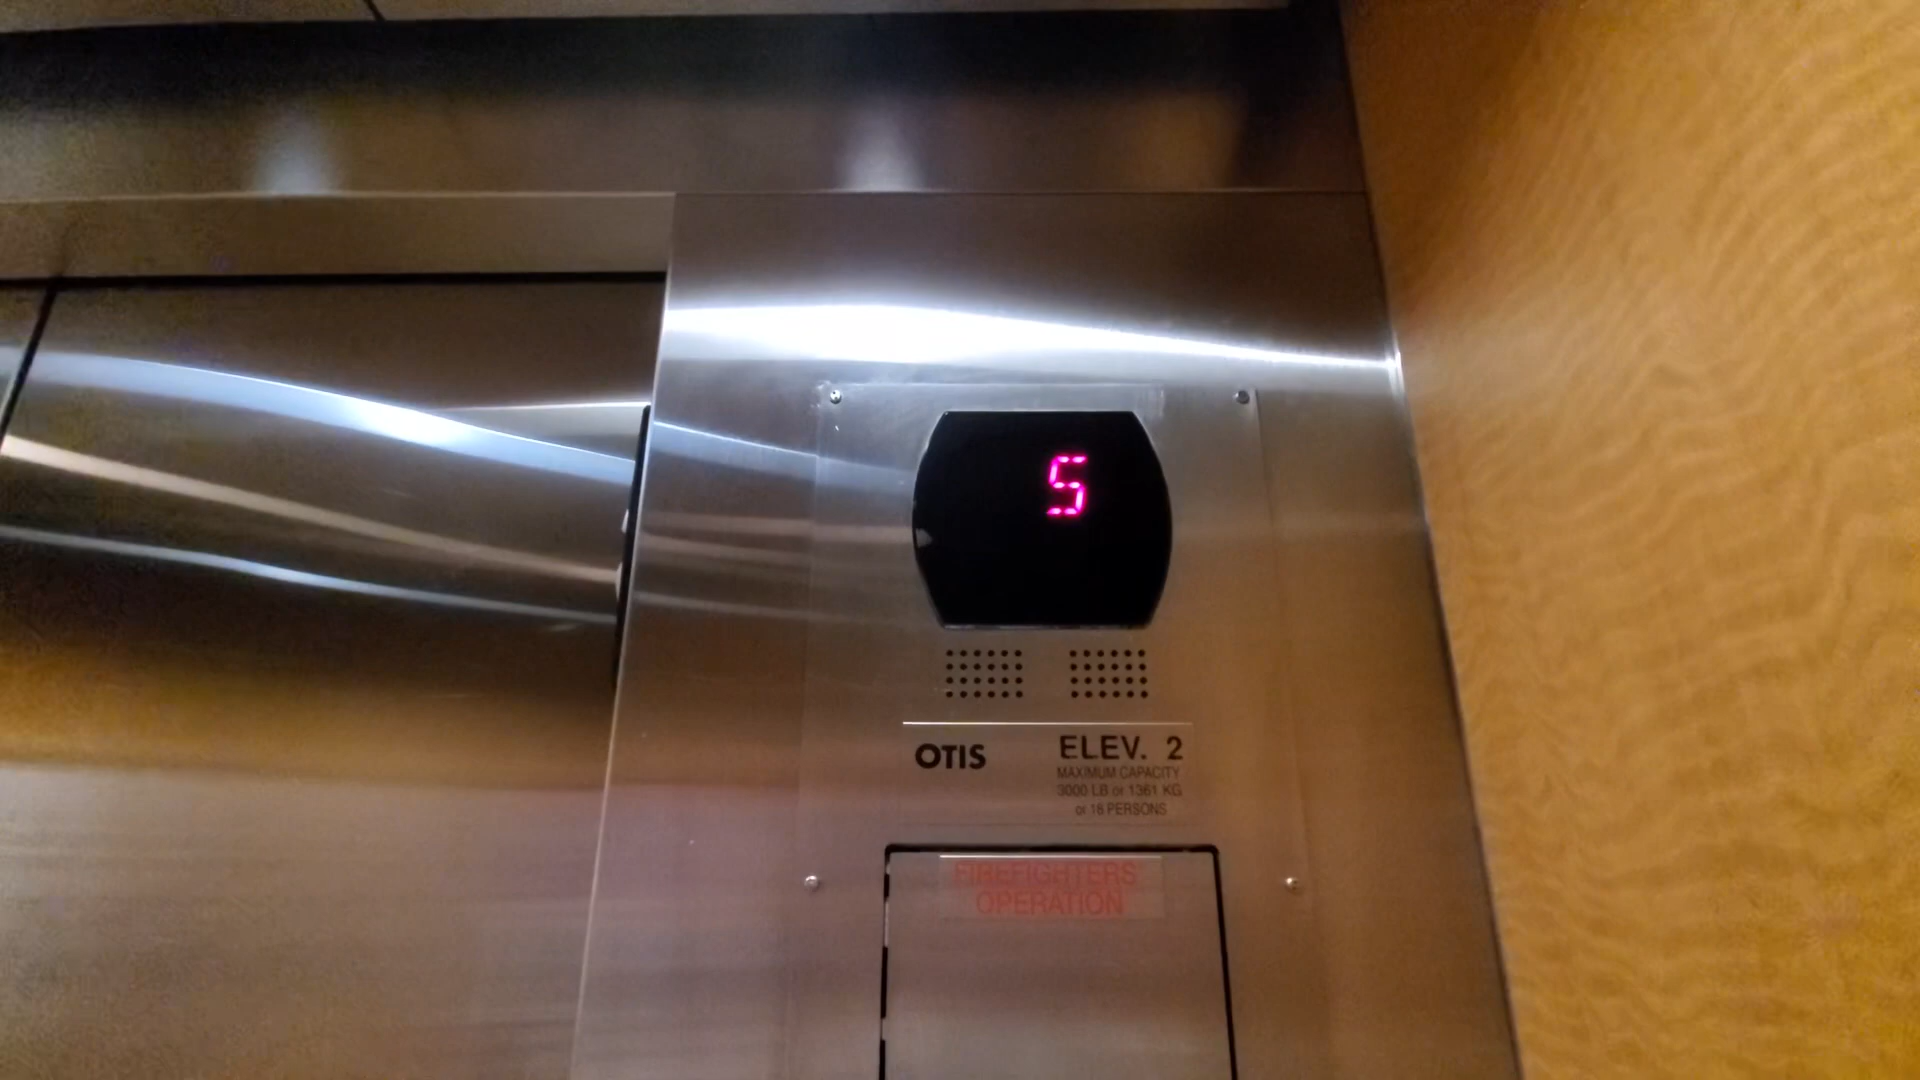 5
OTIS
ELEV. 2
MAXIMUM CAPACITY
3000 LB or 1361 KG
or 18 PERSONS
FIREFIGHTERS
OPERATION